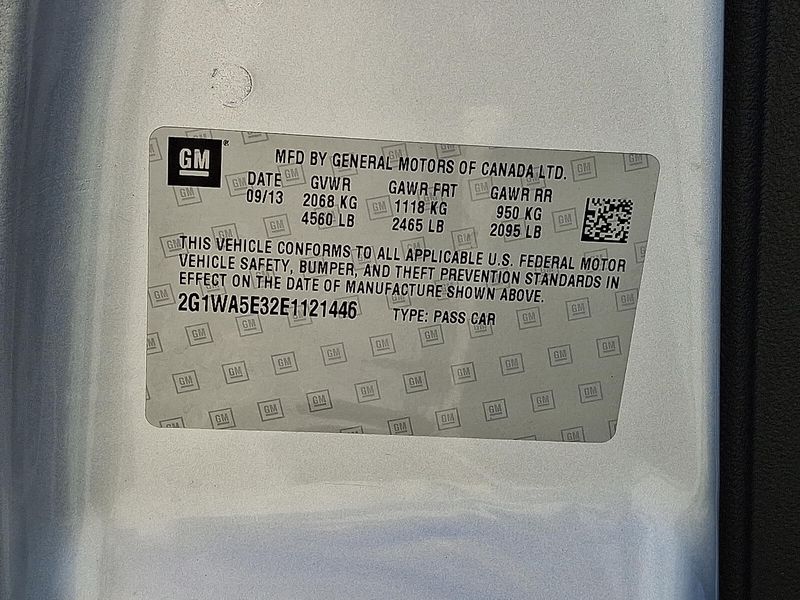 GM
MFD BY GENERAL MOTORS OF CANADA LTD.
DATE GVWR GAWR FRT GAWR RR
09/13 2068 KG 1118 KG 950 KG
4560 LB 2465 LB 2095 LB
THIS VEHICLE CONFORMS TO ALL APPLICABLE U.S. FEDERAL MOTOR
VEHICLE SAFETY, BUMPER, AND THEFT PREVENTION STANDARDS IN
EFFECT ON THE DATE OF MANUFACTURE SHOWN ABOVE.
2G1WA5E32E1121446 TYPE: PASS CAR